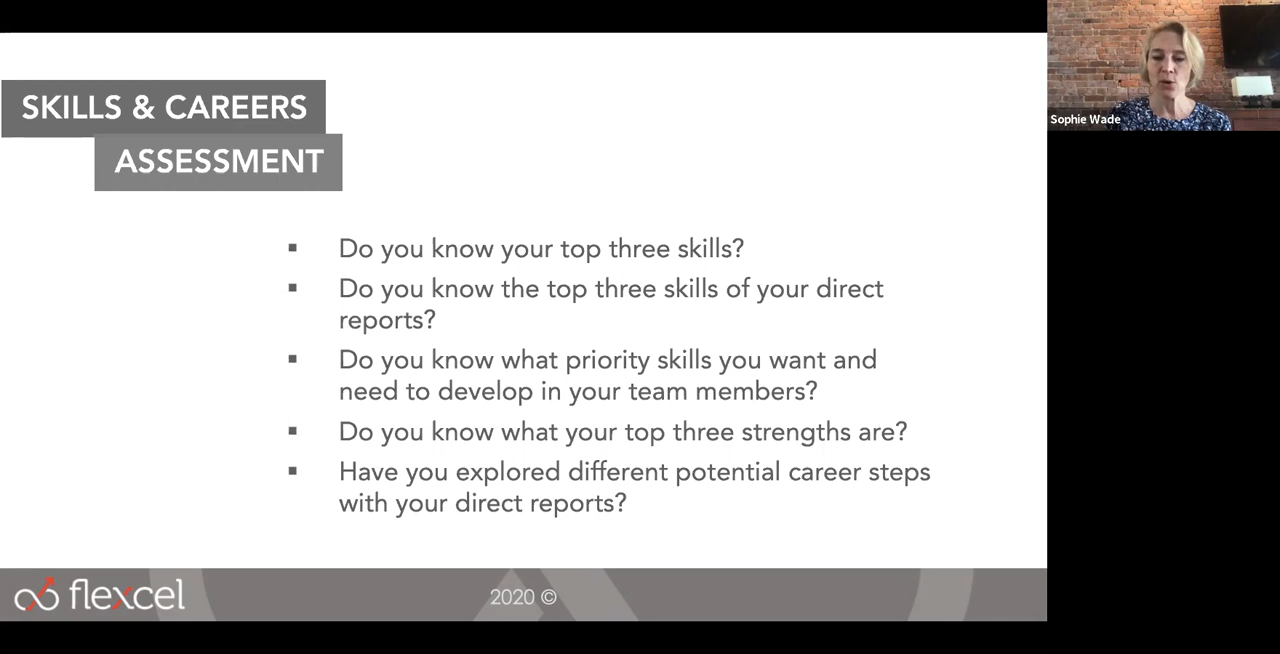 SKILLS & CAREERS
ASSESSMENT
▪ Do you know your top three skills?
▪ Do you know the top three skills of your direct
reports?
▪ Do you know what priority skills you want and
need to develop in your team members?
▪ Do you know what your top three strengths are?
▪ Have you explored different potential career steps
with your direct reports?
flexcel
2020 ©
Sophie Wade